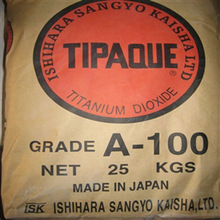 ISHIHARA SANGYO KAISHA LTD
TIPAQUE ®
TITANIUM DIOXIDE
GRADE A-100
NET 25 KGS
MADE IN JAPAN
ISK ISHIHARA SANGYO KAISHA, LTD.